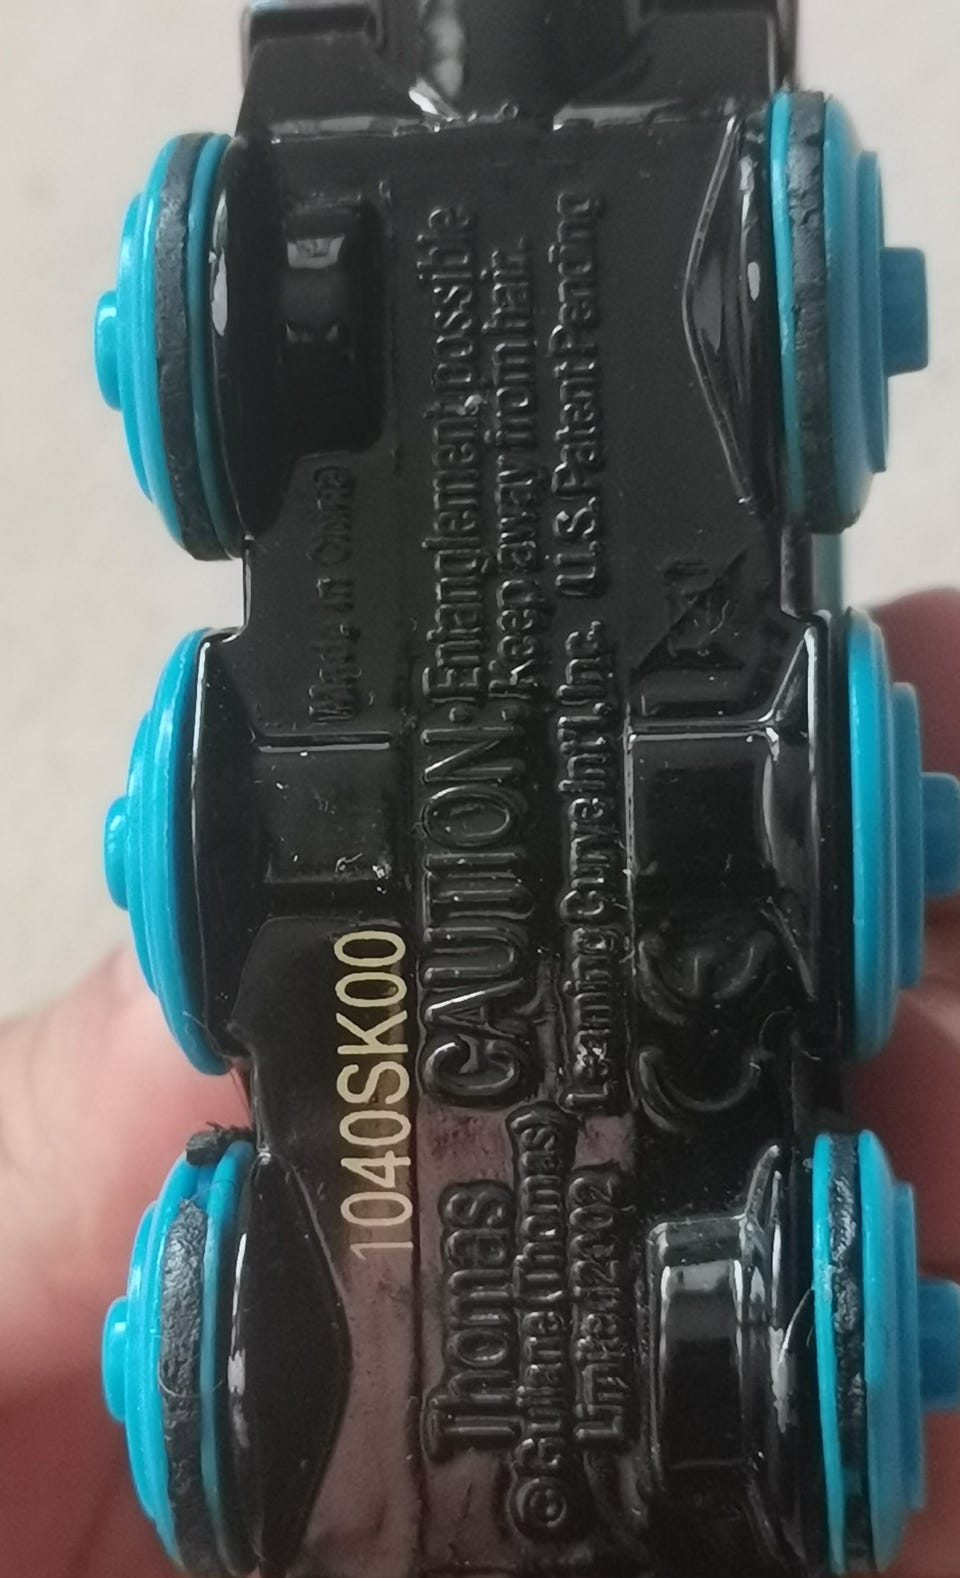 Made in China
1040SK00
CAUTION: Entanglement possible
Keep away from hair.
Thomas
© Gullane (Thomas)
Limited 2002
Learning Curve Int'l. Inc. U.S. Patent Pending
CE